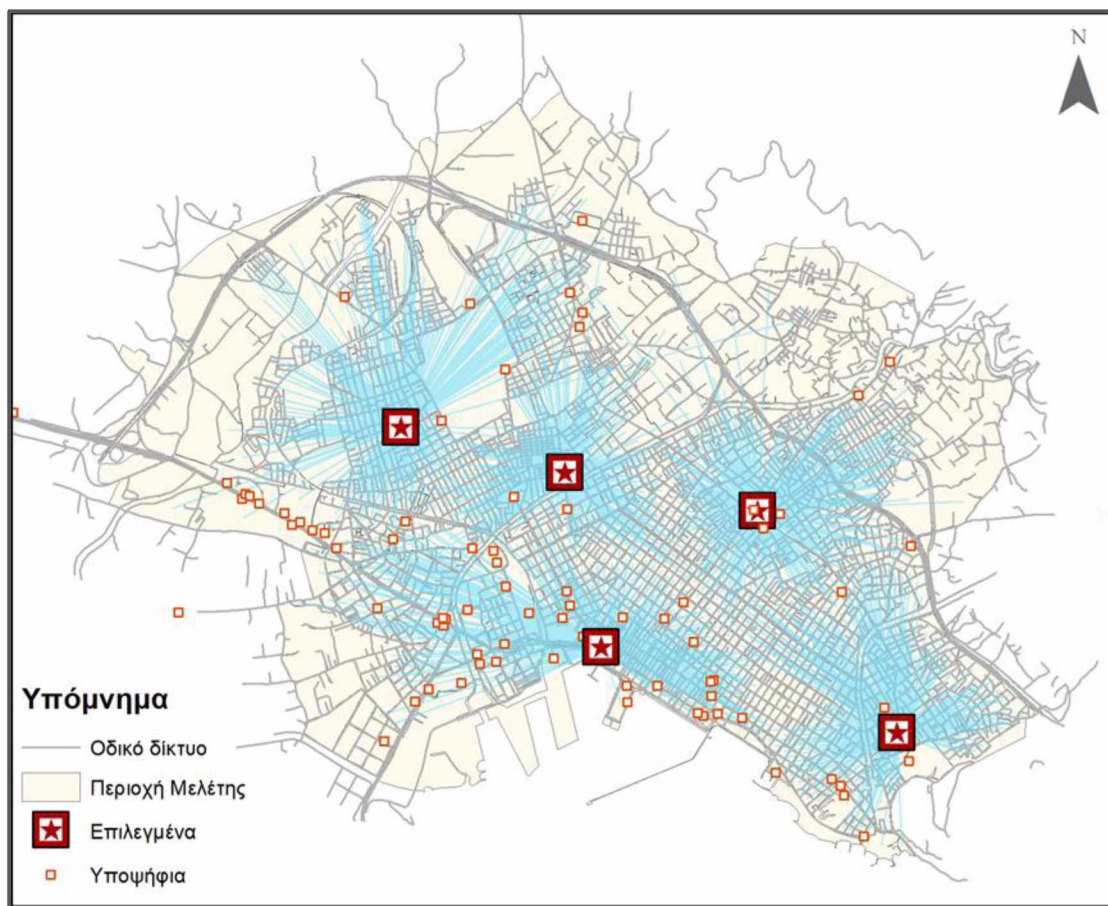 N
Υπόμνημα
Οδικό δίκτυο
Περιοχή Μελέτης
Επιλεγμένα
Υποψήφια